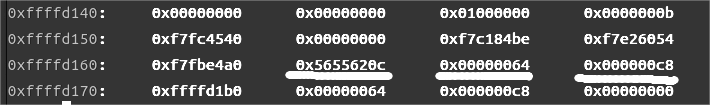 0xffffd140: 0x00000000 0x00000000 0x01000000 0x0000000b
0xffffd150: 0xf7fc4540 0x00000000 0xf7c184be 0xf7e26054
0xffffd160: 0xf7fbe4a0 0x5655620c 0x00000064 0x000000c8
0xffffd170: 0xffffd1b0 0x00000064 0x000000c8 0x00000000